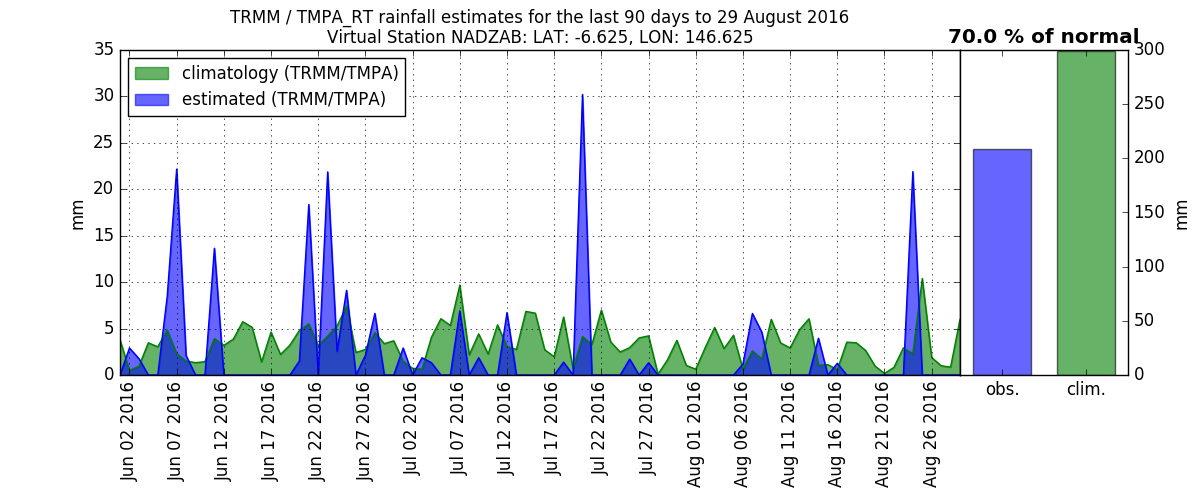 TRMM / TMPA_RT rainfall estimates for the last 90 days to 29 August 2016
Virtual Station NADZAB: LAT: -6.625, LON: 146.625
70.0 % of normal
climatology (TRMM/TMPA)
estimated (TRMM/TMPA)
35
30
25
20
15
10
5
0
mm
Jun 02 2016
Jun 07 2016
Jun 12 2016
Jun 17 2016
Jun 22 2016
Jun 27 2016
Jul 02 2016
Jul 07 2016
Jul 12 2016
Jul 17 2016
Jul 22 2016
Jul 27 2016
Aug 01 2016
Aug 06 2016
Aug 11 2016
Aug 16 2016
Aug 21 2016
Aug 26 2016
obs.
clim.
300
250
200
150
100
50
0
mm